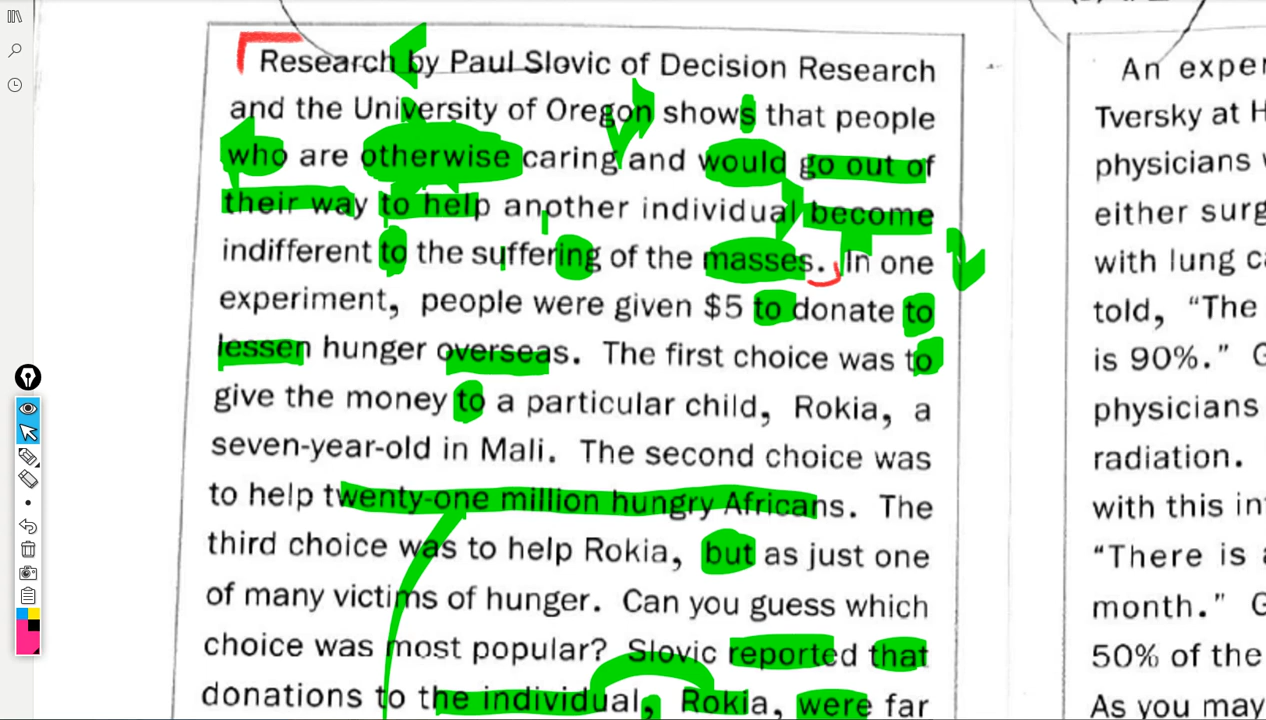 Research by Paul Slovic of Decision Research
and the University of Oregon shows that people
who are otherwise caring and would go out of
their way to help another individual become
indifferent to the suffering of the masses. In one
experiment, people were given $5 to donate to
lessen hunger overseas. The first choice was to
give the money to a particular child, Rokia, a
seven-year-old in Mali. The second choice was
to help twenty-one million hungry Africans. The
third choice was to help Rokia, but as just one
of many victims of hunger. Can you guess which
choice was most popular? Slovic reported that
donations to the individual, Rokia, were far
An exper
Tversky at H
physicians
either surg
with lung ca
told, “The
is 90%.” G
physicians
radiation.
with this in
“There is a
month.” G
50% of the
As you may